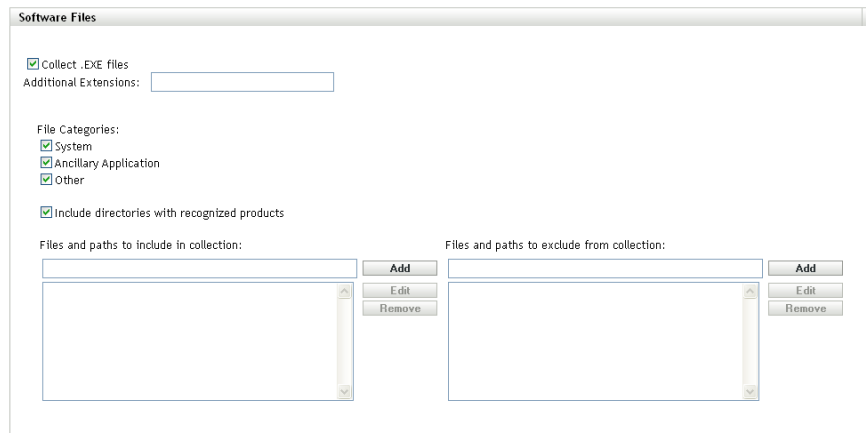 Software Files
Collect .EXE files
Additional Extensions:
File Categories:
System
Ancillary Application
Other
Include directories with recognized products
Files and paths to include in collection:
Files and paths to exclude from collection:
Add
Add
Edit
Edit
Remove
Remove